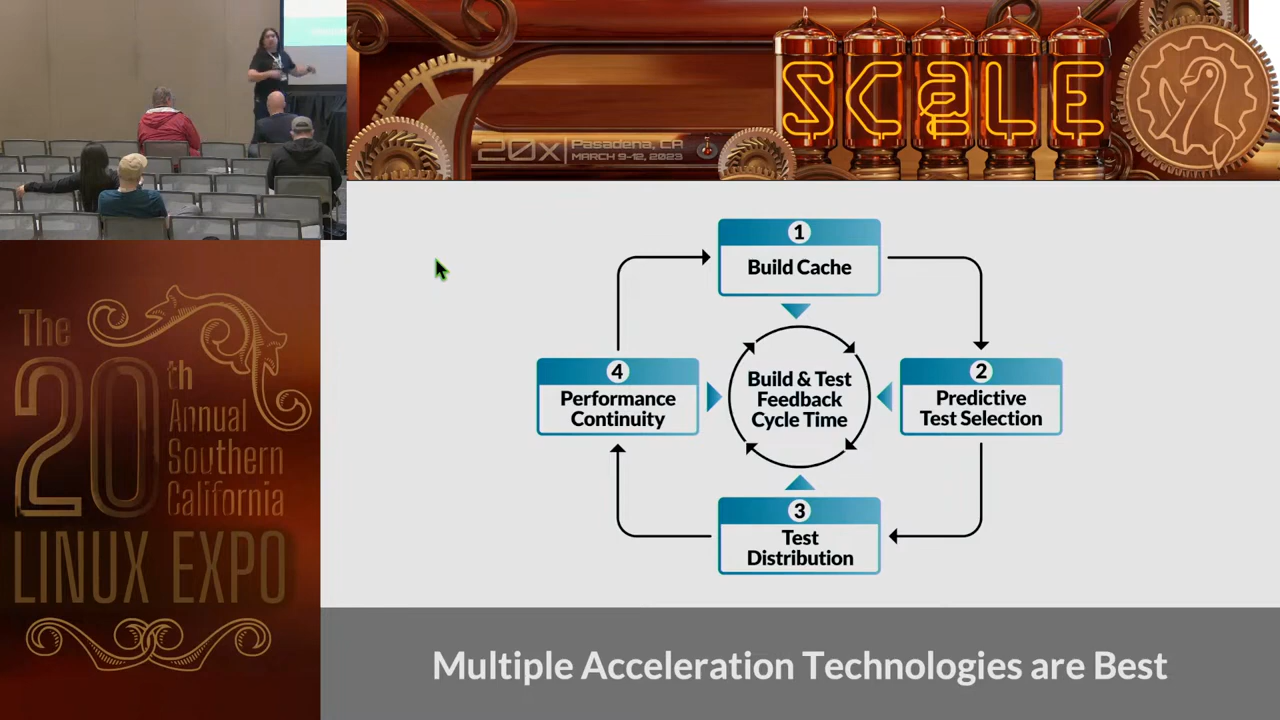 SCaLE
20x
Pasadena, CA
MARCH 9-12, 2023
The
20th
Annual
Southern
California
LINUX EXPO
1
Build Cache
2
Predictive
Test Selection
3
Test
Distribution
4
Performance
Continuity
Build & Test
Feedback
Cycle Time
Multiple Acceleration Technologies are Best